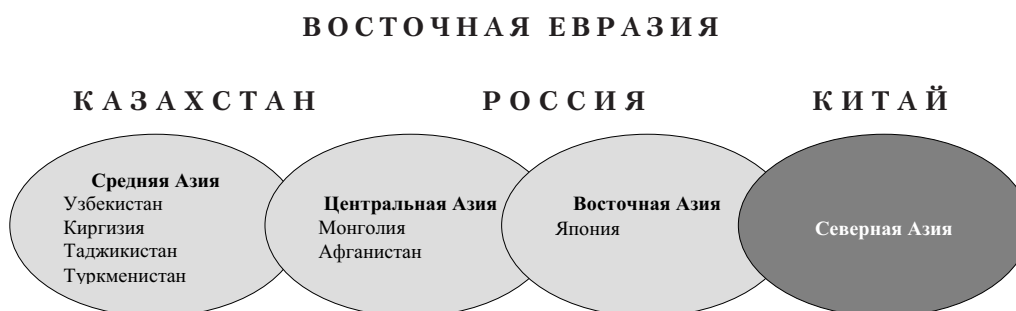 ВОСТОЧНАЯ ЕВРАЗИЯ
КАЗАХСТАН РОССИЯ КИТАЙ
Средняя Азия
Узбекистан
Киргизия
Таджикистан
Туркменистан
Центральная Азия
Монголия
Афганистан
Восточная Азия
Япония
Северная Азия